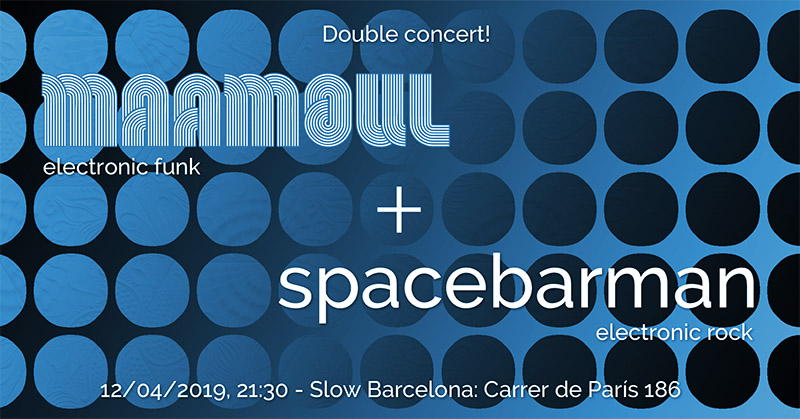 Double concert!
maamoul
electronic funk
+
spacebarman
electronic rock
12/04/2019, 21:30 - Slow Barcelona: Carrer de París 186